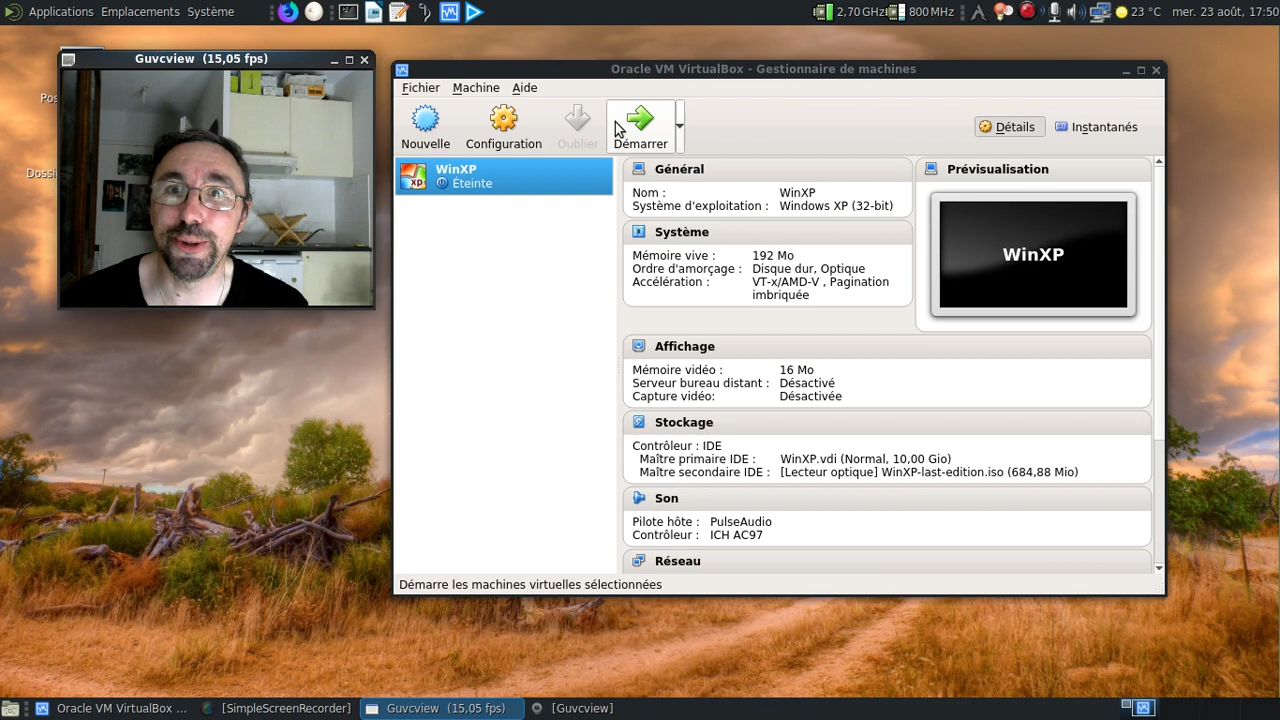 Applications Emplacements Système
2,70 GHz 800 MHz 23 °C mer. 23 août, 17:50
Guvcview (15,05 fps)
Pos
Dossi
Oracle VM VirtualBox - Gestionnaire de machines
Fichier Machine Aide
Nouvelle Configuration Oublier Démarrer Détails Instantanés
WinXP
Éteinte
Général
Nom : WinXP
Système d'exploitation : Windows XP (32-bit)
Système
Mémoire vive : 192 Mo
Ordre d'amorçage : Disque dur, Optique
Accélération : VT-x/AMD-V , Pagination
imbriquée
Prévisualisation
WinXP
Affichage
Mémoire vidéo : 16 Mo
Serveur bureau distant : Désactivé
Capture vidéo: Désactivée
Stockage
Contrôleur : IDE
Maître primaire IDE : WinXP.vdi (Normal, 10,00 Gio)
Maître secondaire IDE : [Lecteur optique] WinXP-last-edition.iso (684,88 Mio)
Son
Pilote hôte : PulseAudio
Contrôleur : ICH AC97
Réseau
Démarre les machines virtuelles sélectionnées
Oracle VM VirtualBox ... [SimpleScreenRecorder] Guvcview (15,05 fps) [Guvcview]